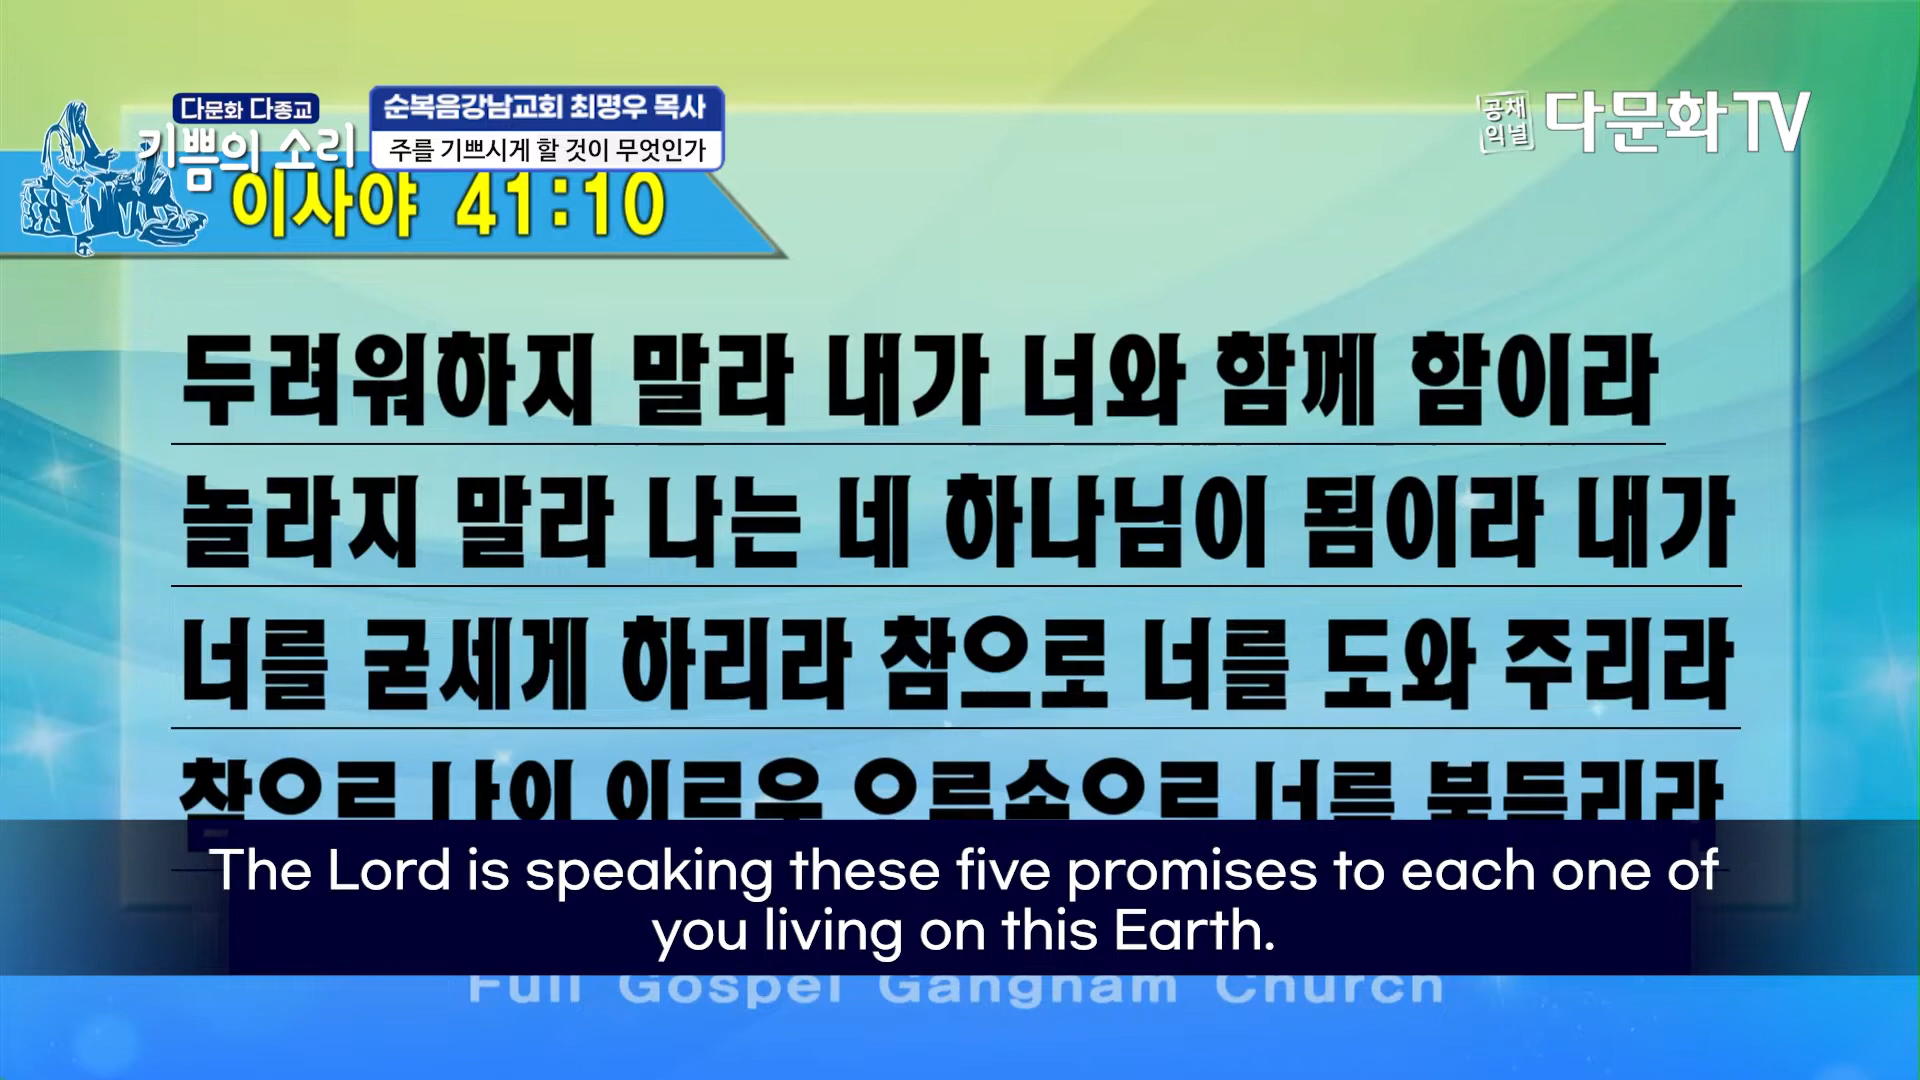 다문화 다종교
기쁨의 소리
순복음강남교회 최명우 목사
주를 기쁘시게 할 것이 무엇인가
공채
익널
다문화TV
이사야 41:10
두려워하지 말라 내가 너와 함께 함이라
놀라지 말라 나는 네 하나님이 됨이라 내가
너를 굳세게 하리라 참으로 너를 도와 주리라
참으로 나의 의로운 오른손으로 너를 붙들리라
The Lord is speaking these five promises to each one of
you living on this Earth.
Full Gospel Gangnam Church